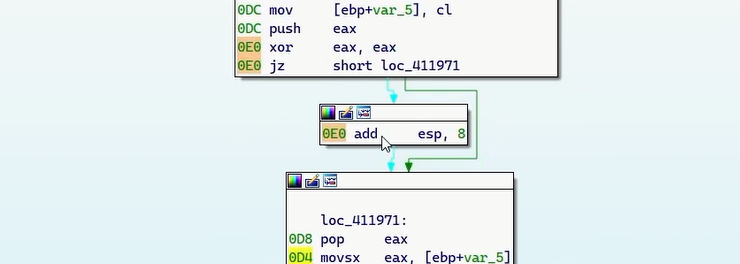 0DC mov [ebp+var_5], cl
0DC push eax
0E0 xor eax, eax
0E0 jz short loc_411971
0E0 add esp, 8
loc_411971:
0D8 pop eax
0D4 movsx eax, [ebp+var_5]